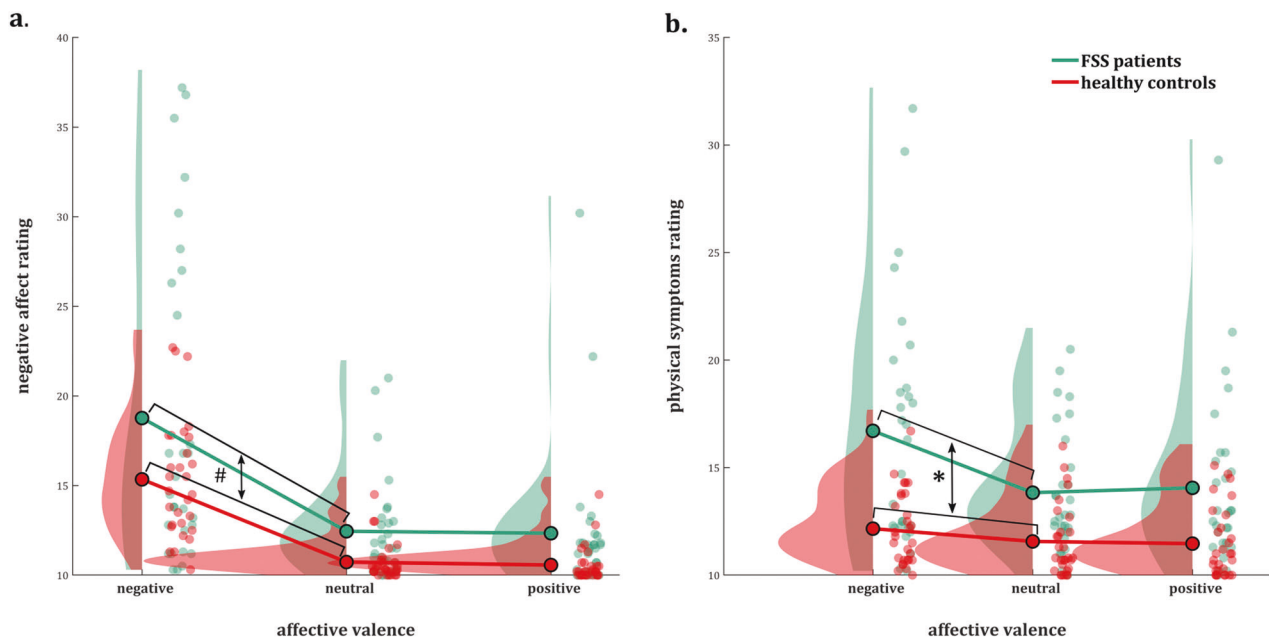 a.
40
35
30
25
20
15
10
negative affect rating
#
negative
neutral
positive
affective valence
b.
FSS patients
healthy controls
35
30
25
20
15
10
physical symptoms rating
*
negative
neutral
positive
affective valence